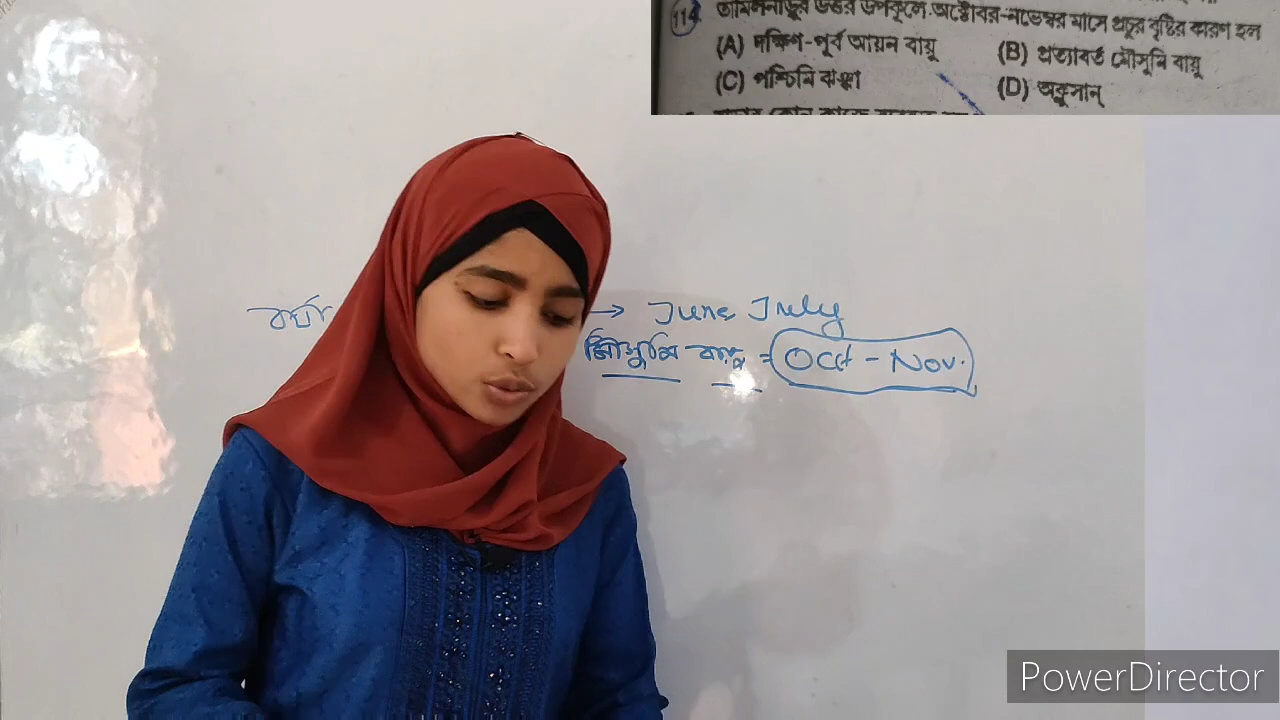 114 তামিলনাড়ুর উত্তর উপকূলে অক্টোবর-নভেম্বর মাসে প্রচুর বৃষ্টির কারণ হল
(A) দক্ষিণ-পূর্ব আয়ন বায়ু (B) প্রত্যাবর্ত মৌসুমি বায়ু
(C) পশ্চিমি ঝঞ্ঝা (D) অক্টুসান্
বর্ষা → June July
মৌসুমি বায়ু = Oct - Nov.
PowerDirector